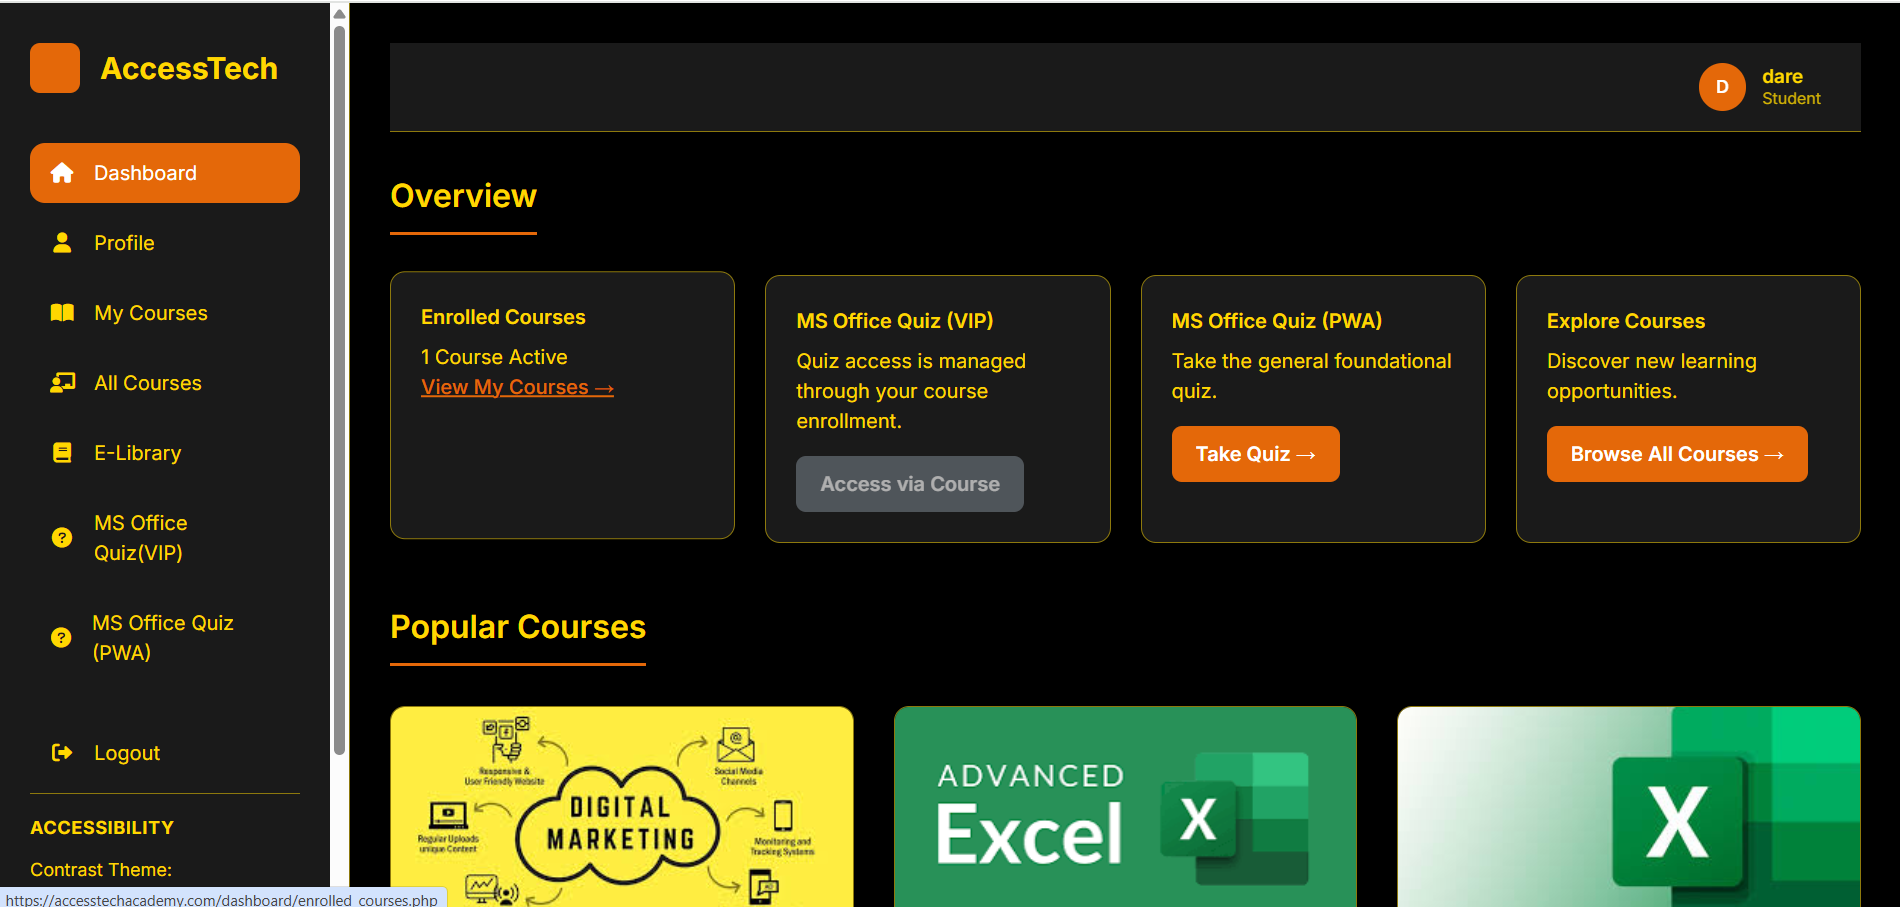 AccessTech
Dashboard
Profile
My Courses
All Courses
E-Library
MS Office
Quiz(VIP)
MS Office Quiz
(PWA)
Logout
ACCESSIBILITY
Contrast Theme:
https://accesstechacademy.com/dashboard/enrolled_courses.php
D
dare
Student
Overview
Enrolled Courses
1 Course Active
View My Courses →
MS Office Quiz (VIP)
Quiz access is managed
through your course
enrollment.
Access via Course
MS Office Quiz (PWA)
Take the general foundational
quiz.
Take Quiz →
Explore Courses
Discover new learning
opportunities.
Browse All Courses →
Popular Courses
Responsive &
User Friendly Website
Social Media
Channels
DIGITAL
MARKETING
Regular Uploads
unique Content
Monitoring and
Tracking Systems
ADVANCED
Excel
X
X